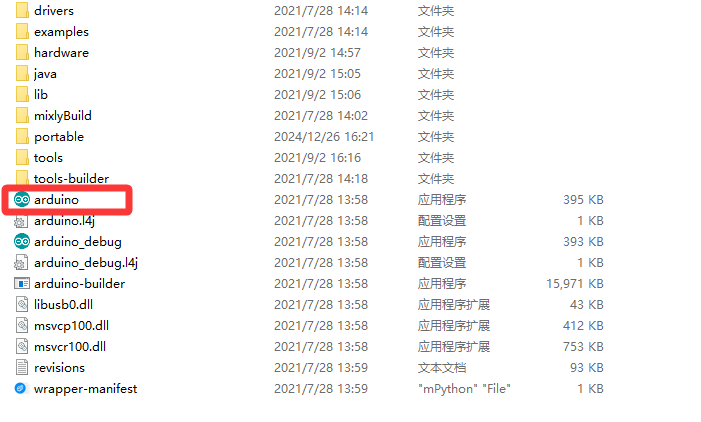 drivers 2021/7/28 14:14 文件夹
examples 2021/7/28 14:14 文件夹
hardware 2021/9/2 14:57 文件夹
java 2021/9/2 15:05 文件夹
lib 2021/9/2 15:06 文件夹
mixlyBuild 2021/7/28 14:02 文件夹
portable 2024/12/26 16:21 文件夹
tools 2021/9/2 16:16 文件夹
tools-builder 2021/7/28 14:18 文件夹
arduino 2021/7/28 13:58 应用程序 395 KB
arduino.l4j 2021/7/28 13:58 配置设置 1 KB
arduino_debug 2021/7/28 13:58 应用程序 393 KB
arduino_debug.l4j 2021/7/28 13:58 配置设置 1 KB
arduino-builder 2021/7/28 13:58 应用程序 15,971 KB
libusb0.dll 2021/7/28 13:58 应用程序扩展 43 KB
msvcp100.dll 2021/7/28 13:58 应用程序扩展 412 KB
msvcr100.dll 2021/7/28 13:58 应用程序扩展 753 KB
revisions 2021/7/28 13:59 文本文档 93 KB
wrapper-manifest 2021/7/28 13:59 "mPython" "File" 1 KB